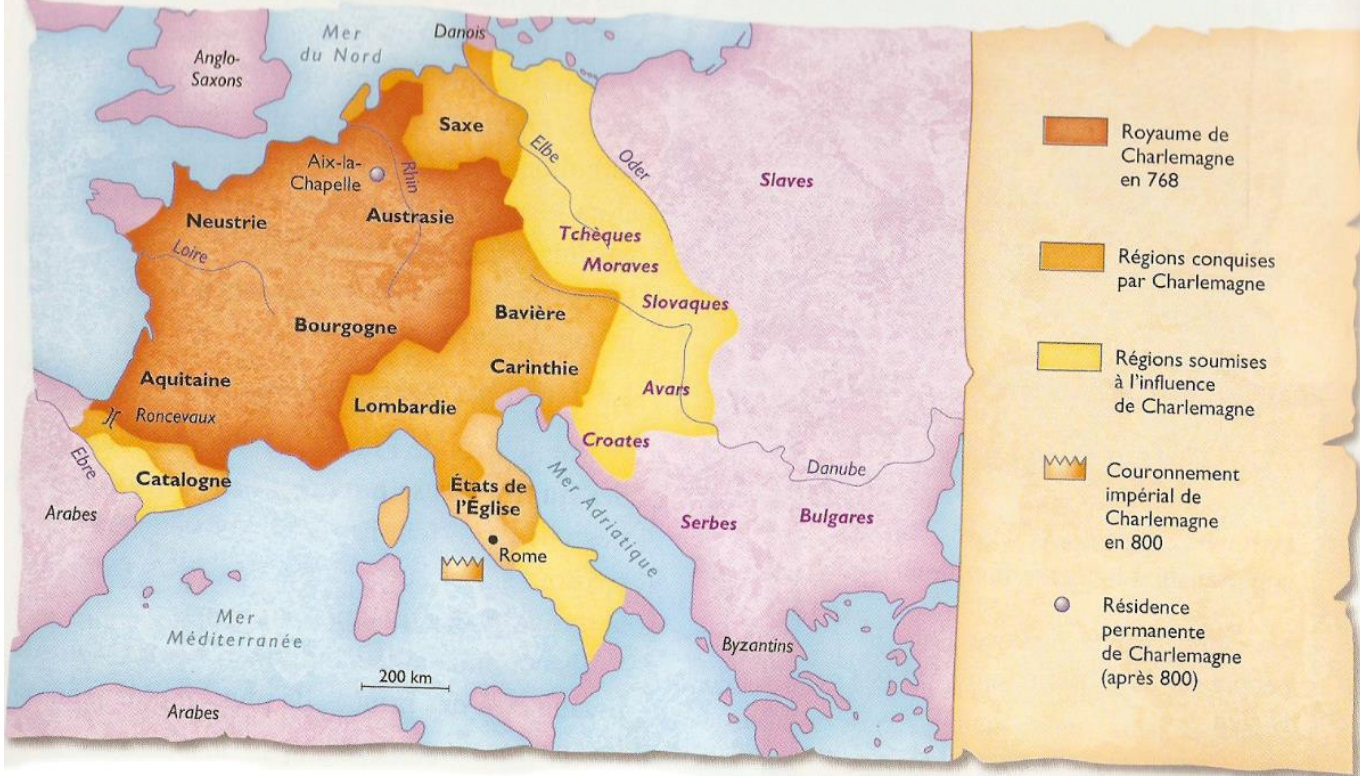 Mer
du Nord
Danois
Anglo-
Saxons
Saxe
Elbe
Oder
Aix-la-
Chapelle
Rhin
Slaves
Neustrie
Austrasie
Loire
Tchèques
Moraves
Slovaques
Bavière
Bourgogne
Carinthie
Aquitaine
Avars
Lombardie
Roncevaux
Croates
Ebre
Catalogne
Danube
États de
l'Église
Mer Adriatique
Arabes
Serbes
Bulgares
Rome
Mer
Méditerranée
Byzantins
200 km
Arabes
Royaume de
Charlemagne
en 768
Régions conquises
par Charlemagne
Régions soumises
à l'influence
de Charlemagne
Couronnement
impérial de
Charlemagne
en 800
Résidence
permanente
de Charlemagne
(après 800)